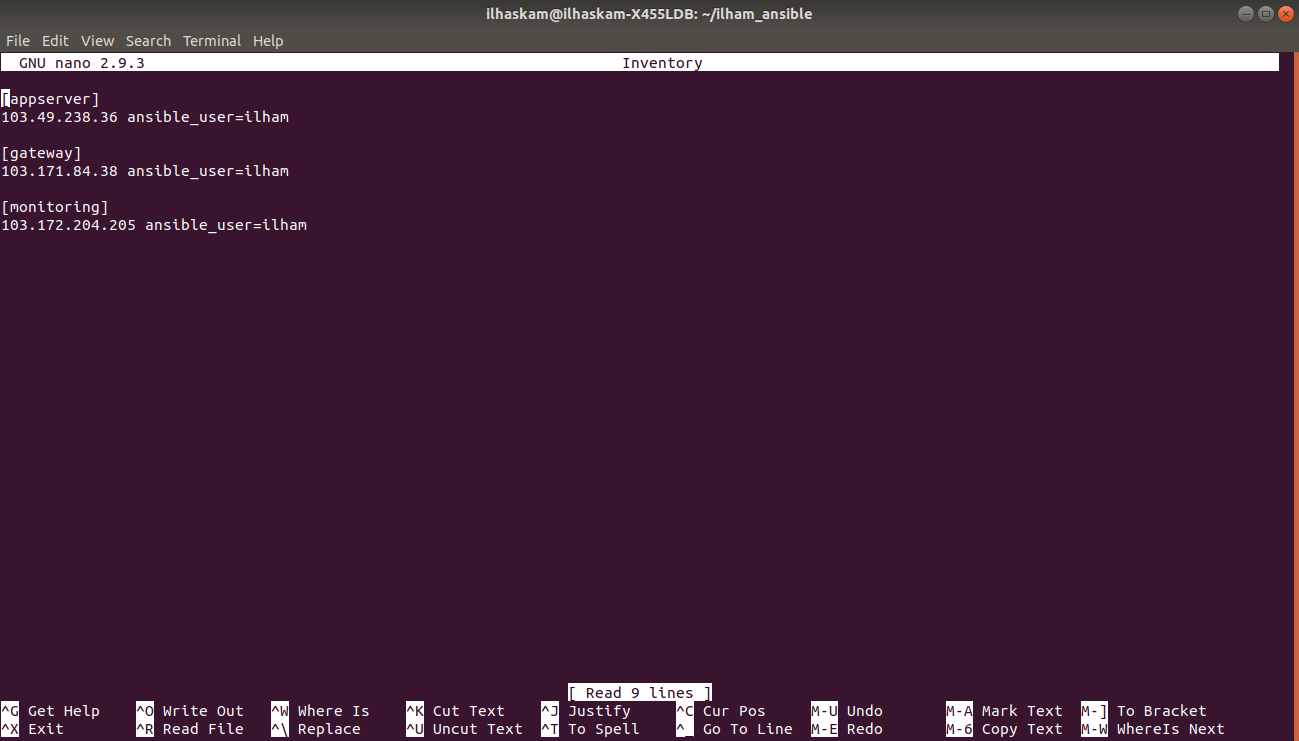 ilhaskam@ilhaskam-X455LDB: ~/ilham_ansible
File Edit View Search Terminal Help
GNU nano 2.9.3 Inventory
[appserver]
103.49.238.36 ansible_user=ilham
[gateway]
103.171.84.38 ansible_user=ilham
[monitoring]
103.172.204.205 ansible_user=ilham
[ Read 9 lines ]
^G Get Help ^O Write Out ^W Where Is ^K Cut Text ^J Justify ^C Cur Pos M-U Undo M-A Mark Text M-] To Bracket
^X Exit ^R Read File ^\ Replace ^U Uncut Text ^T To Spell ^_ Go To Line M-E Redo M-6 Copy Text M-W WhereIs Next